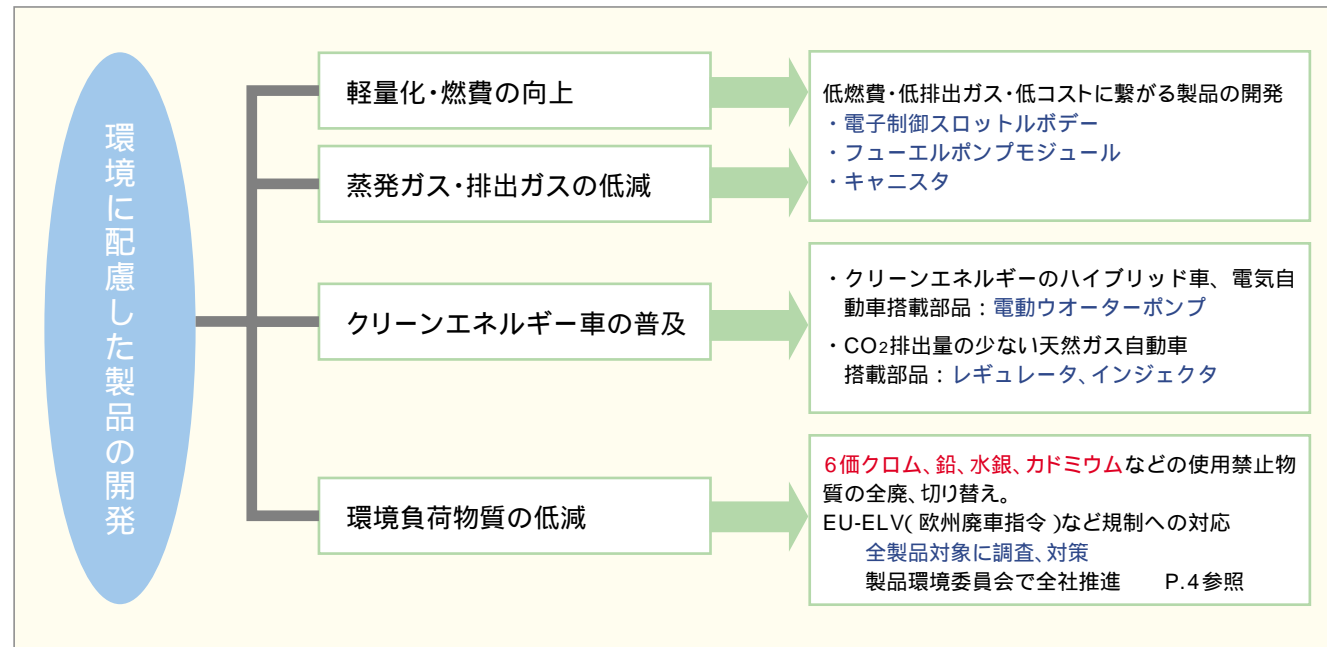 環境に配慮した製品の開発
軽量化・燃費の向上
蒸発ガス・排出ガスの低減
クリーンエネルギー車の普及
環境負荷物質の低減
低燃費・低排出ガス・低コストに繋がる製品の開発
・電子制御スロットルボデー
・フューエルポンプモジュール
・キャニスタ
・クリーンエネルギーのハイブリッド車、電気自
動車搭載部品：電動ウオーターポンプ
・CO2排出量の少ない天然ガス自動車
搭載部品：レギュレータ、インジェクタ
6価クロム、鉛、水銀、カドミウムなどの使用禁止物
質の全廃、切り替え。
EU-ELV(欧州廃車指令)など規制への対応
全製品対象に調査、対策
製品環境委員会で全社推進　P.4参照